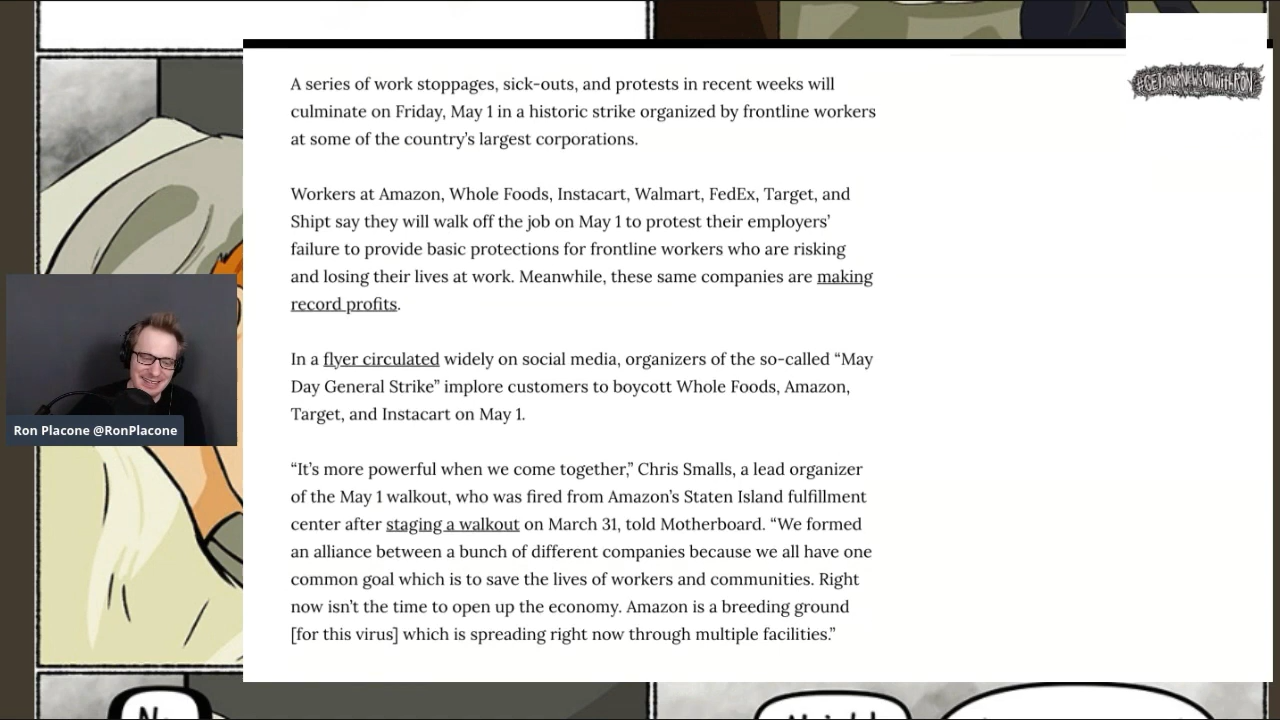 #GETYOURNEWSONWITHRON
A series of work stoppages, sick-outs, and protests in recent weeks will
culminate on Friday, May 1 in a historic strike organized by frontline workers
at some of the country's largest corporations.
Workers at Amazon, Whole Foods, Instacart, Walmart, FedEx, Target, and
Shipt say they will walk off the job on May 1 to protest their employers'
failure to provide basic protections for frontline workers who are risking
and losing their lives at work. Meanwhile, these same companies are making
record profits.
In a flyer circulated widely on social media, organizers of the so-called “May
Day General Strike” implore customers to boycott Whole Foods, Amazon,
Target, and Instacart on May 1.
“It's more powerful when we come together,” Chris Smalls, a lead organizer
of the May 1 walkout, who was fired from Amazon's Staten Island fulfillment
center after staging a walkout on March 31, told Motherboard. “We formed
an alliance between a bunch of different companies because we all have one
common goal which is to save the lives of workers and communities. Right
now isn't the time to open up the economy. Amazon is a breeding ground
[for this virus] which is spreading right now through multiple facilities.”
Ron Placone @RonPlacone